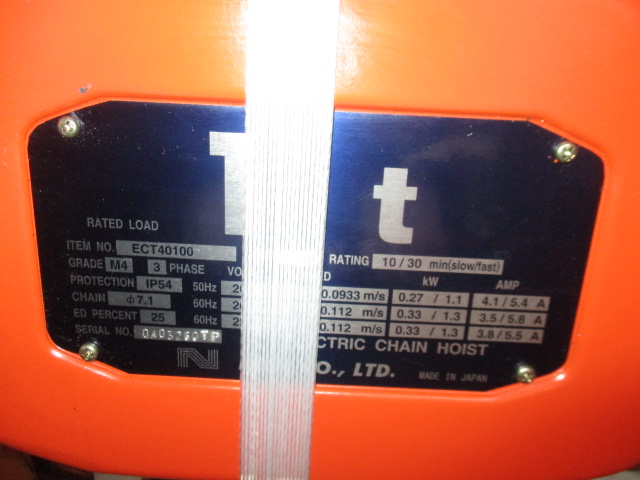 1 t
RATED LOAD
ITEM NO. ECT40100 RATING 10 / 30 min(slow/fast)
GRADE M4 3 PHASE VO D kW AMP
PROTECTION IP54 50Hz 0.0933 m/s 0.27 / 1.1 4.1 / 5.4 A
CHAIN φ7.1 60Hz 0.112 m/s 0.33 / 1.3 3.5 / 5.8 A
ED PERCENT 25 60Hz 0.112 m/s 0.33 / 1.3 3.8 / 5.5 A
SERIAL NO. CTRIC CHAIN HOIST
N O., LTD. MADE IN JAPAN